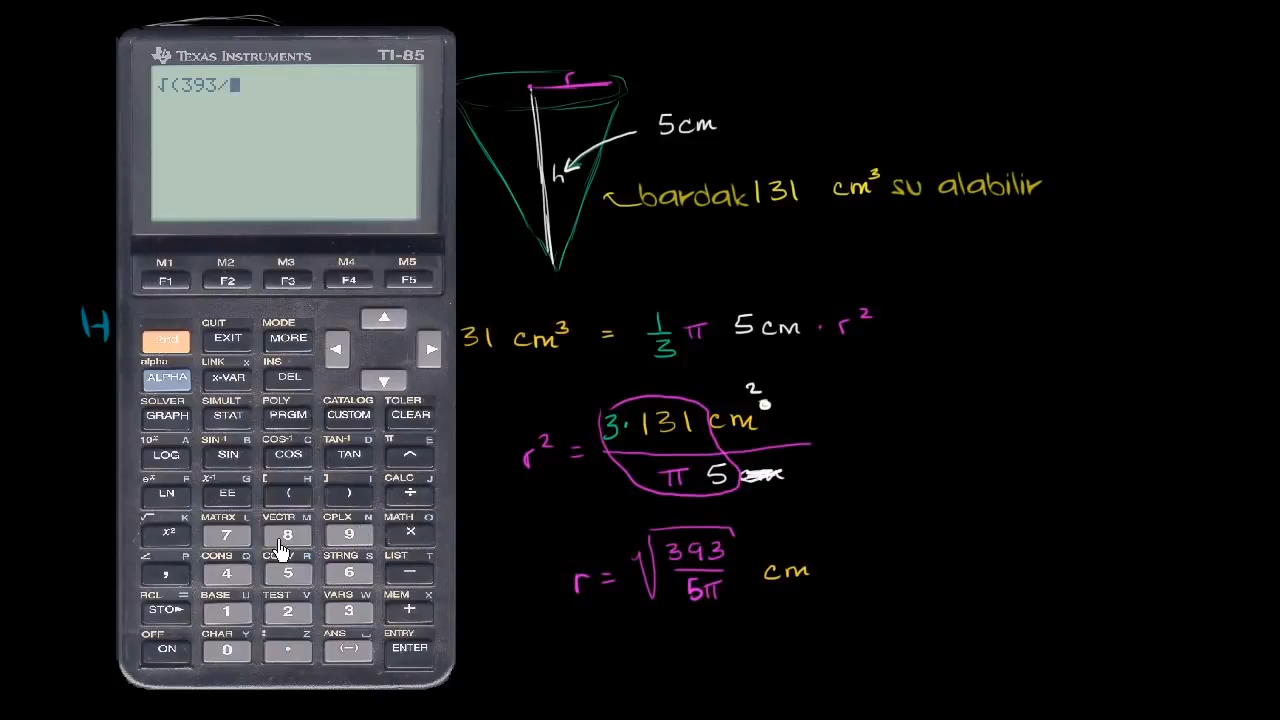 TEXAS INSTRUMENTS TI-85
√(393/
M1 M2 M3 M4 M5
F1 F2 F3 F4 F5
QUIT MODE
2nd EXIT MORE
alpha LINK x INS
ALPHA x-VAR DEL
SOLVER SIMULT POLY CATALOG TOLER
GRAPH STAT PRGM CUSTOM CLEAR
10ˣ A SIN⁻¹ B COS⁻¹ C TAN⁻¹ D π E
LOG SIN COS TAN ^
eˣ F x⁻¹ G [ H ] I CALC J
LN EE ( ) ÷
√ K MATRX L VECTR M CPLX N MATH O
x² 7 8 9 ×
∠ P CONS Q R STRNG S LIST T
, 4 5 6 −
RCL = BASE U TEST V VARS W MEM X
STO▸ 1 2 3 +
OFF CHAR Y : Z ANS ␣ ENTRY
ON 0 . (−) ENTER
r
5cm
h
bardak 131 cm³ su alabilir
H
31 cm³ = 1/3 π 5cm · r²
r² = 3·131 cm² / π 5
r = √(393/5π) cm